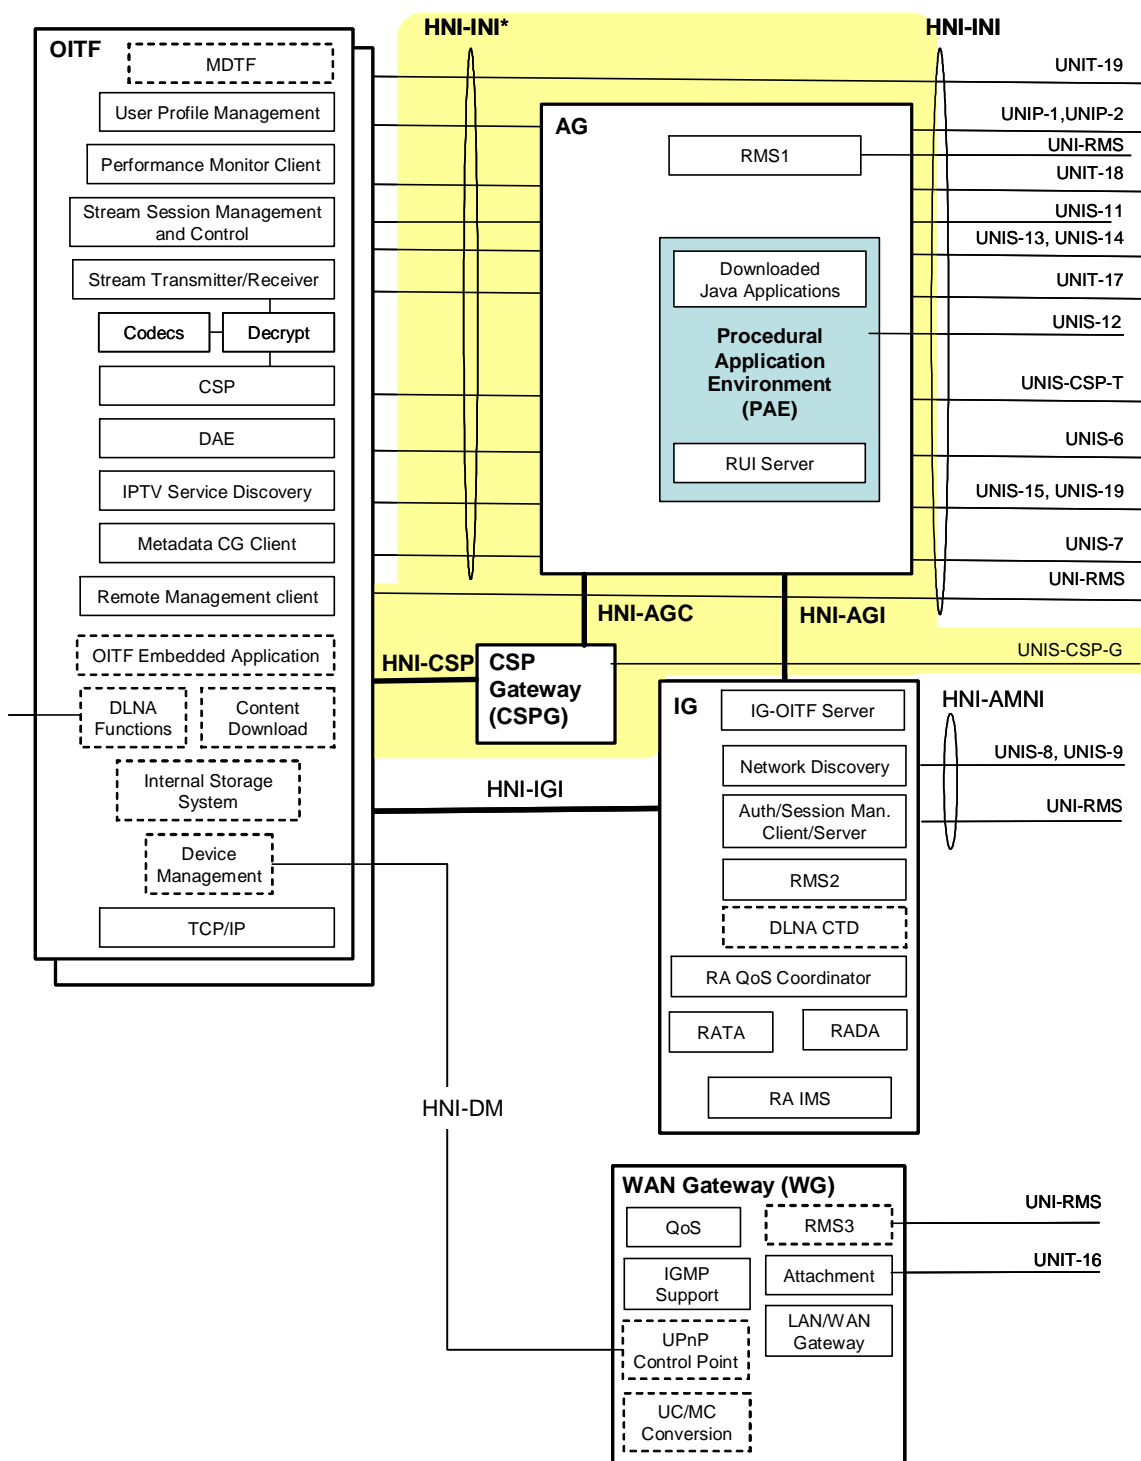 HNI-INI*
HNI-INI
OITF
MDTF
User Profile Management
Performance Monitor Client
Stream Session Management
and Control
Stream Transmitter/Receiver
Codecs
Decrypt
CSP
DAE
IPTV Service Discovery
Metadata CG Client
Remote Management client
OITF Embedded Application
DLNA
Functions
Content
Download
Internal Storage
System
Device
Management
TCP/IP
AG
RMS1
Downloaded
Java Applications
Procedural
Application
Environment
(PAE)
RUI Server
UNIT-19
UNIP-1,UNIP-2
UNI-RMS
UNIT-18
UNIS-11
UNIS-13, UNIS-14
UNIT-17
UNIS-12
UNIS-CSP-T
UNIS-6
UNIS-15, UNIS-19
UNIS-7
UNI-RMS
HNI-AGC
HNI-AGI
UNIS-CSP-G
HNI-CSP
CSP
Gateway
(CSPG)
HNI-IGI
IG
IG-OITF Server
Network Discovery
Auth/Session Man.
Client/Server
RMS2
DLNA CTD
RA QoS Coordinator
RATA
RADA
RA IMS
HNI-AMNI
UNIS-8, UNIS-9
UNI-RMS
HNI-DM
WAN Gateway (WG)
QoS
RMS3
IGMP
Support
Attachment
UPnP
Control Point
LAN/WAN
Gateway
UC/MC
Conversion
UNI-RMS
UNIT-16